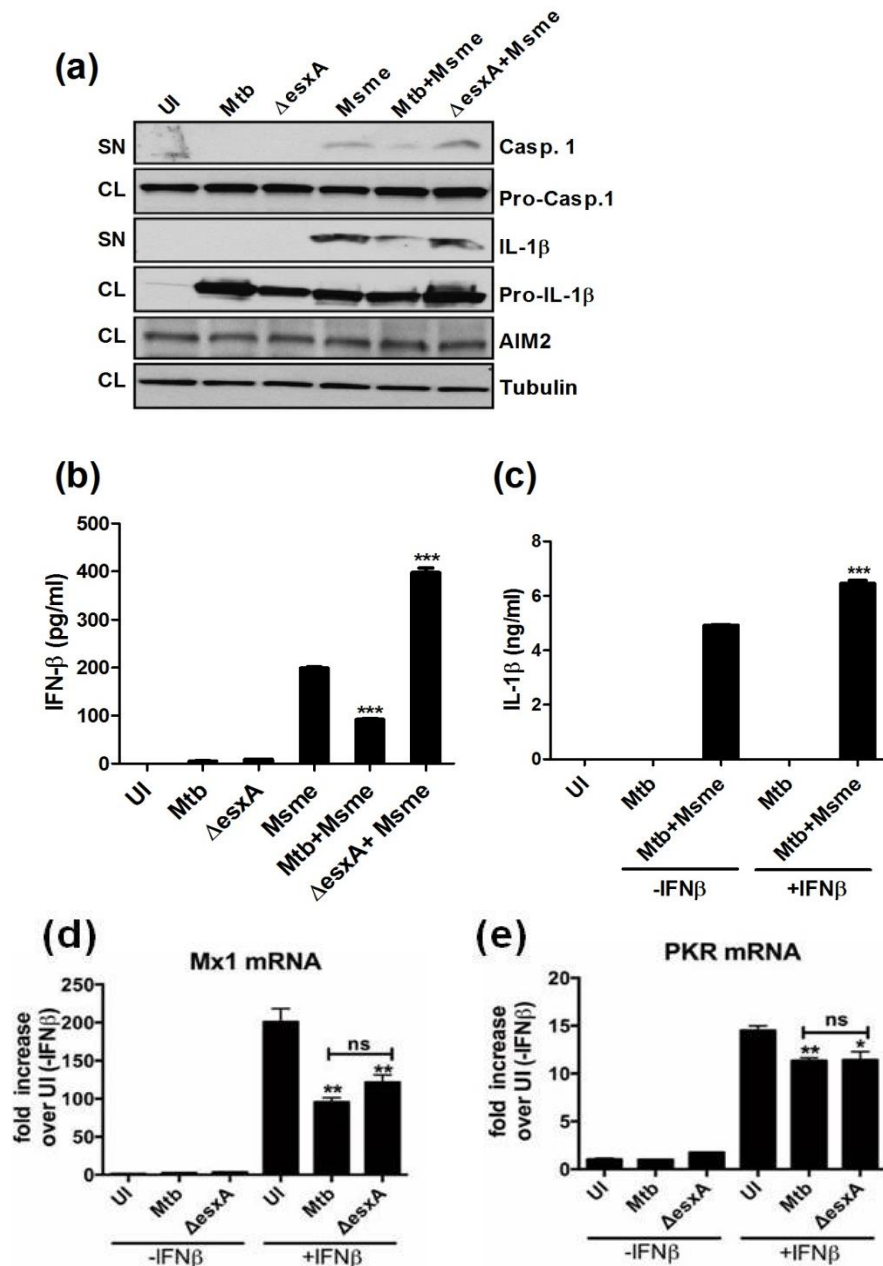 (a)
UI Mtb ΔesxA Msme Mtb+Msme ΔesxA+Msme
SN Casp. 1
CL Pro-Casp.1
SN IL-1β
CL Pro-IL-1β
CL AIM2
CL Tubulin
(b)
IFN-β (pg/ml)
500
400
300
200
100
0
***
***
UI Mtb ΔesxA Msme Mtb+Msme ΔesxA+ Msme
(c)
IL-1β (ng/ml)
8
6
4
2
0
***
UI Mtb Mtb+Msme Mtb Mtb+Msme
-IFNβ +IFNβ
(d)
Mx1 mRNA
fold increase
over UI (-IFNβ)
250
200
150
100
50
0
ns
** **
UI Mtb ΔesxA UI Mtb ΔesxA
-IFNβ +IFNβ
(e)
PKR mRNA
fold increase
over UI (-IFNβ)
20
15
10
5
0
ns
** *
UI Mtb ΔesxA UI Mtb ΔesxA
-IFNβ +IFNβ